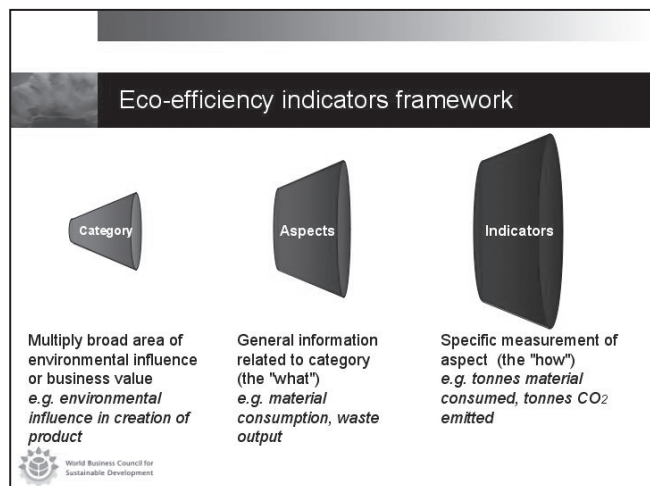 Eco-efficiency indicators framework
Category
Aspects
Indicators
Multiply broad area of
environmental influence
or business value
e.g. environmental
influence in creation of
product
General information
related to category
(the "what")
e.g. material
consumption, waste
output
Specific measurement of
aspect (the "how")
e.g. tonnes material
consumed, tonnes CO2
emitted
World Business Council for
Sustainable Development